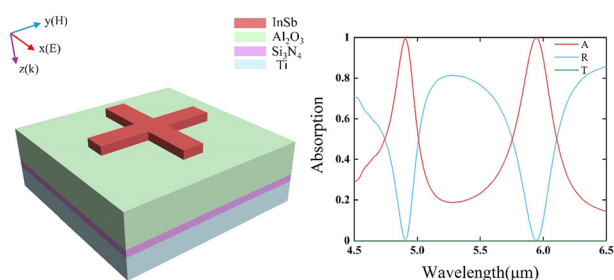 y(H)
x(E)
z(k)
InSb
Al₂O₃
Si₃N₄
Ti
Absorption
1
0.8
0.6
0.4
0.2
0
A
R
T
4.5 5.0 5.5 6.0 6.5
Wavelength(μm)